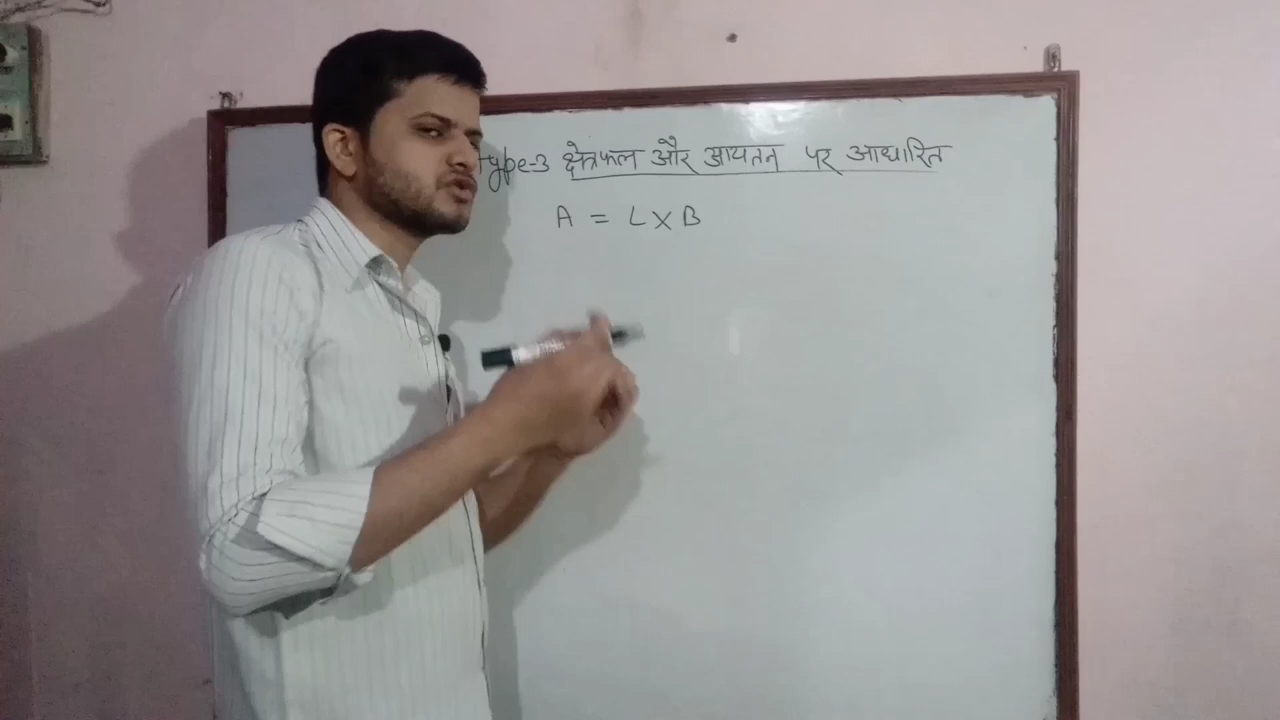 Type-3 क्षेत्रफल और आयतन पर आधारित
A = L × B